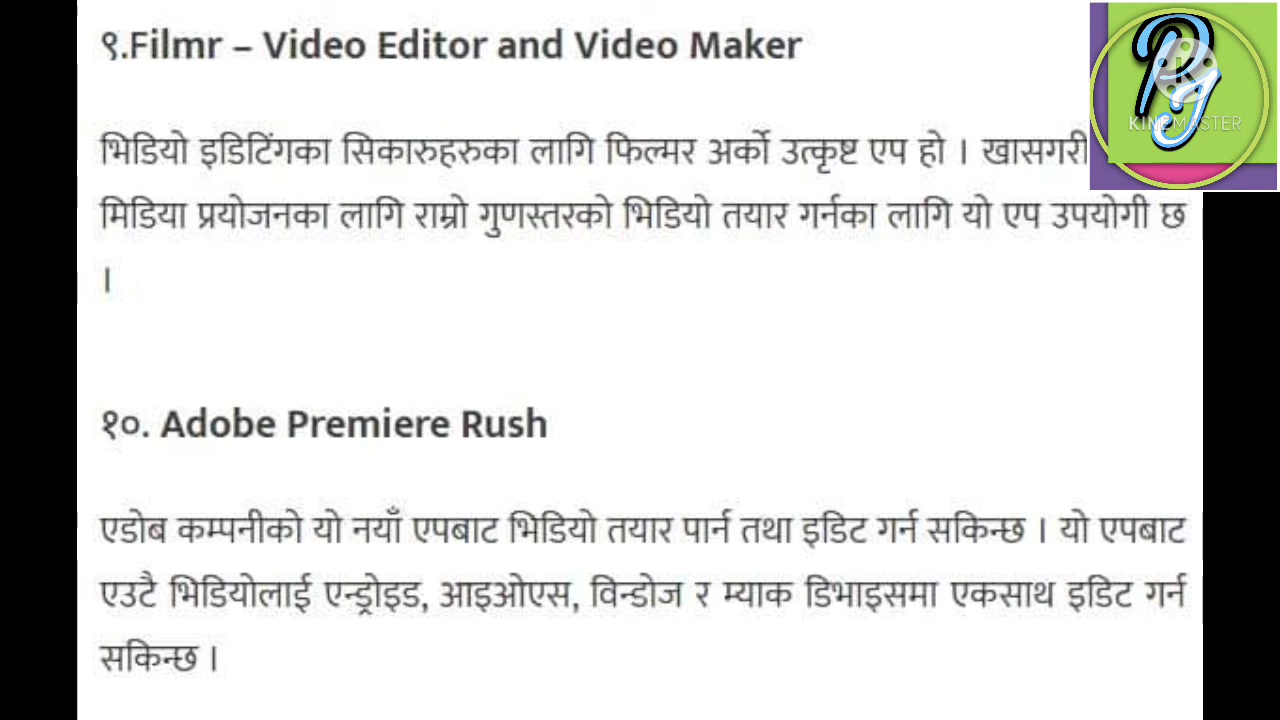 ९.Filmr – Video Editor and Video Maker
भिडियो इडिटिंगका सिकारुहरुका लागि फिल्मर अर्को उत्कृष्ट एप हो । खासगरी
मिडिया प्रयोजनका लागि राम्रो गुणस्तरको भिडियो तयार गर्नका लागि यो एप उपयोगी छ
।
१०. Adobe Premiere Rush
एडोब कम्पनीको यो नयाँ एपबाट भिडियो तयार पार्न तथा इडिट गर्न सकिन्छ । यो एपबाट
एउटै भिडियोलाई एन्ड्रोइड, आइओएस, विन्डोज र म्याक डिभाइसमा एकसाथ इडिट गर्न
सकिन्छ ।
Pg
KINEMASTER